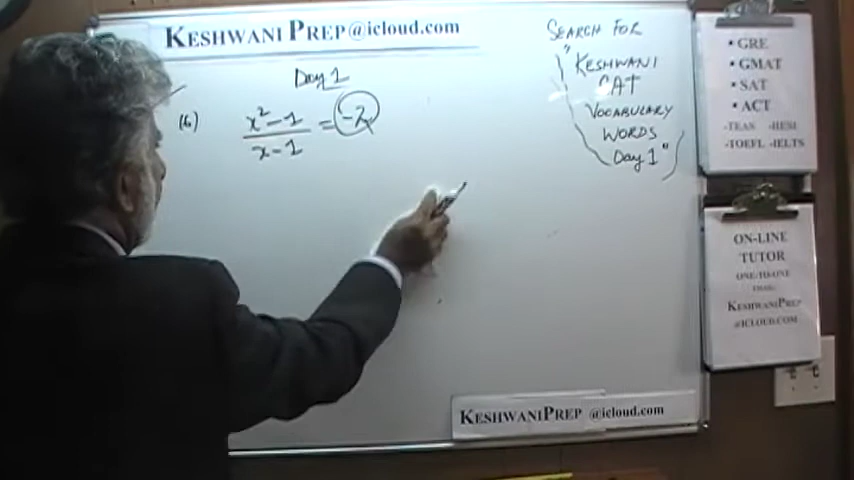 KESHWANI PREP@icloud.com
Day 1
(6) x² - 1 / x - 1 = -2
SEARCH FOR
"KESHWANI
CAT
VOCABULARY
WORDS
Day 1"
• GRE
• GMAT
• SAT
• ACT
-TEAS -HESI
-TOEFL -IELTS
ON-LINE
TUTOR
ONE-TO-ONE
KESHWANIPREP
@ICLOUD.COM
KESHWANIPREP @icloud.com